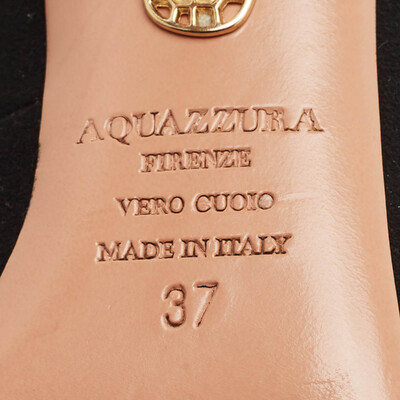 AQUAZZURA
FIRENZE
VERO CUOIO
MADE IN ITALY
37